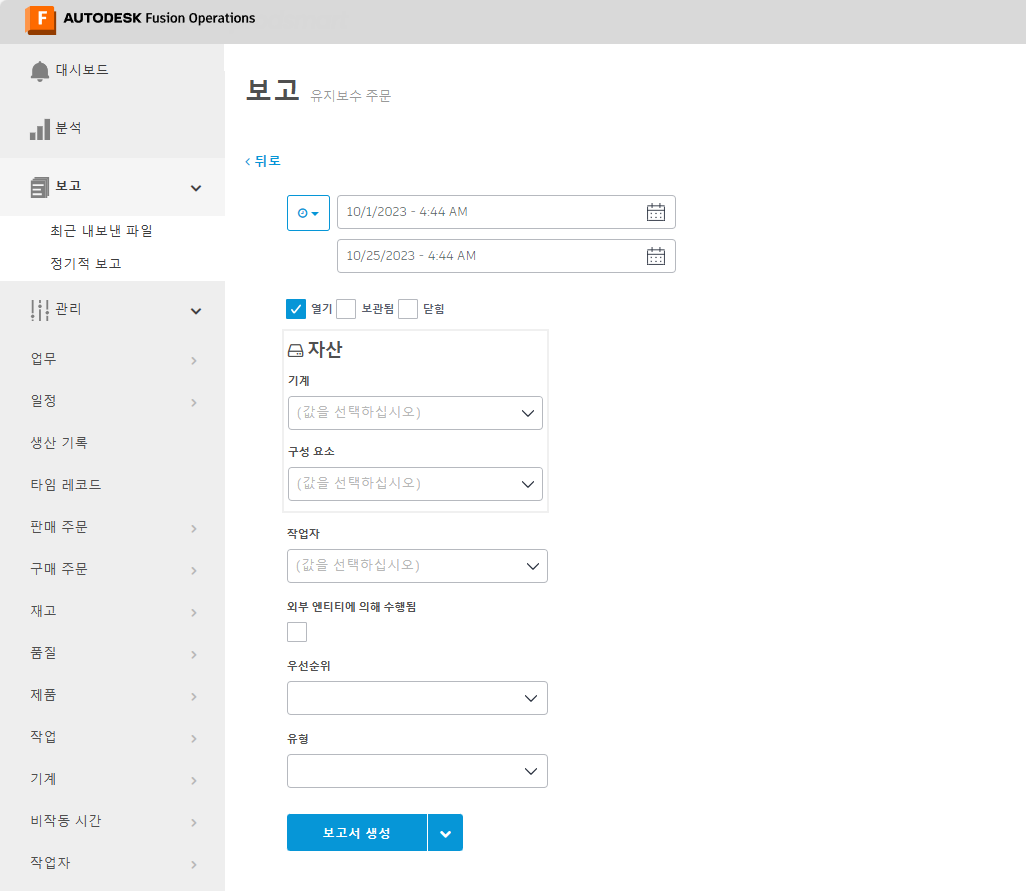 AUTODESK Fusion Operations
대시보드
분석
보고
최근 내보낸 파일
정기적 보고
관리
업무
일정
생산 기록
타임 레코드
판매 주문
구매 주문
재고
품질
제품
작업
기계
비작동 시간
작업자
보고 유지보수 주문
뒤로
10/1/2023 - 4:44 AM
10/25/2023 - 4:44 AM
열기 보관됨 닫힘
자산
기계
(값을 선택하십시오)
구성 요소
(값을 선택하십시오)
작업자
(값을 선택하십시오)
외부 엔티티에 의해 수행됨
우선순위
유형
보고서 생성